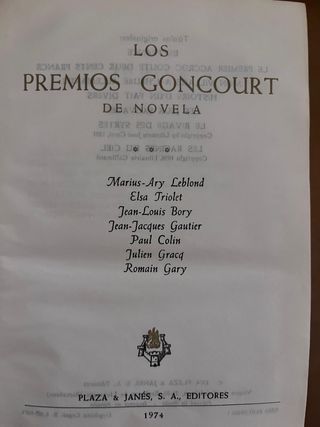 LOS
PREMIOS GONCOURT
DE NOVELA
Marius-Ary Leblond
Elsa Triolet
Jean-Louis Bory
Jean-Jacques Gautier
Paul Colin
Julien Gracq
Romain Gary
PLAZA & JANÉS, S. A., EDITORES
1974